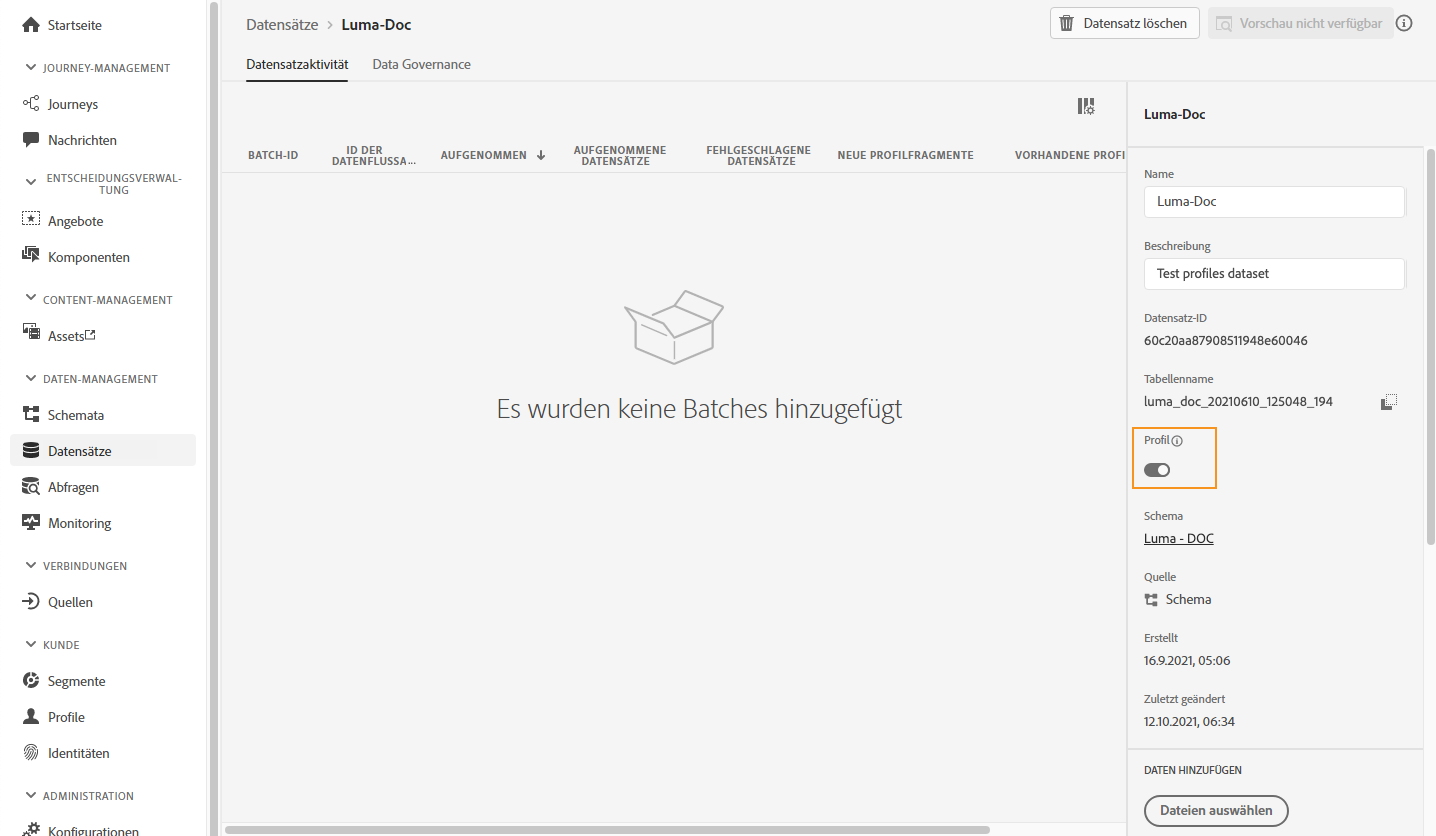 Startseite
JOURNEY-MANAGEMENT
Journeys
Nachrichten
ENTSCHEIDUNGSVERWAL-
TUNG
Angebote
Komponenten
CONTENT-MANAGEMENT
Assets
DATEN-MANAGEMENT
Schemata
Datensätze
Abfragen
Monitoring
VERBINDUNGEN
Quellen
KUNDE
Segmente
Profile
Identitäten
ADMINISTRATION
Konfigurationen
Datensätze > Luma-Doc
Datensatz löschen
Vorschau nicht verfügbar
Datensatzaktivität Data Governance
BATCH-ID
ID DER
DATENFLUSSA...
AUFGENOMMEN
AUFGENOMMENE
DATENSÄTZE
FEHLGESCHLAGENE
DATENSÄTZE
NEUE PROFILFRAGMENTE
VORHANDENE PROFI
Es wurden keine Batches hinzugefügt
Luma-Doc
Name
Luma-Doc
Beschreibung
Test profiles dataset
Datensatz-ID
60c20aa87908511948e60046
Tabellenname
luma_doc_20210610_125048_194
Profil
Schema
Luma - DOC
Quelle
Schema
Erstellt
16.9.2021, 05:06
Zuletzt geändert
12.10.2021, 06:34
DATEN HINZUFÜGEN
Dateien auswählen